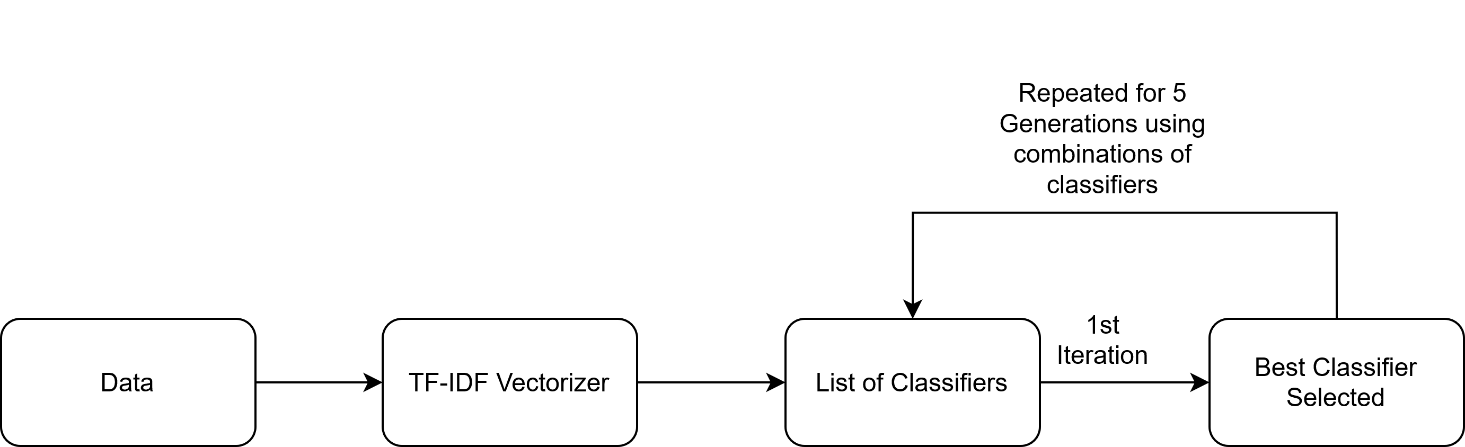 Repeated for 5
Generations using
combinations of
classifiers
Data
TF-IDF Vectorizer
List of Classifiers
1st
Iteration
Best Classifier
Selected